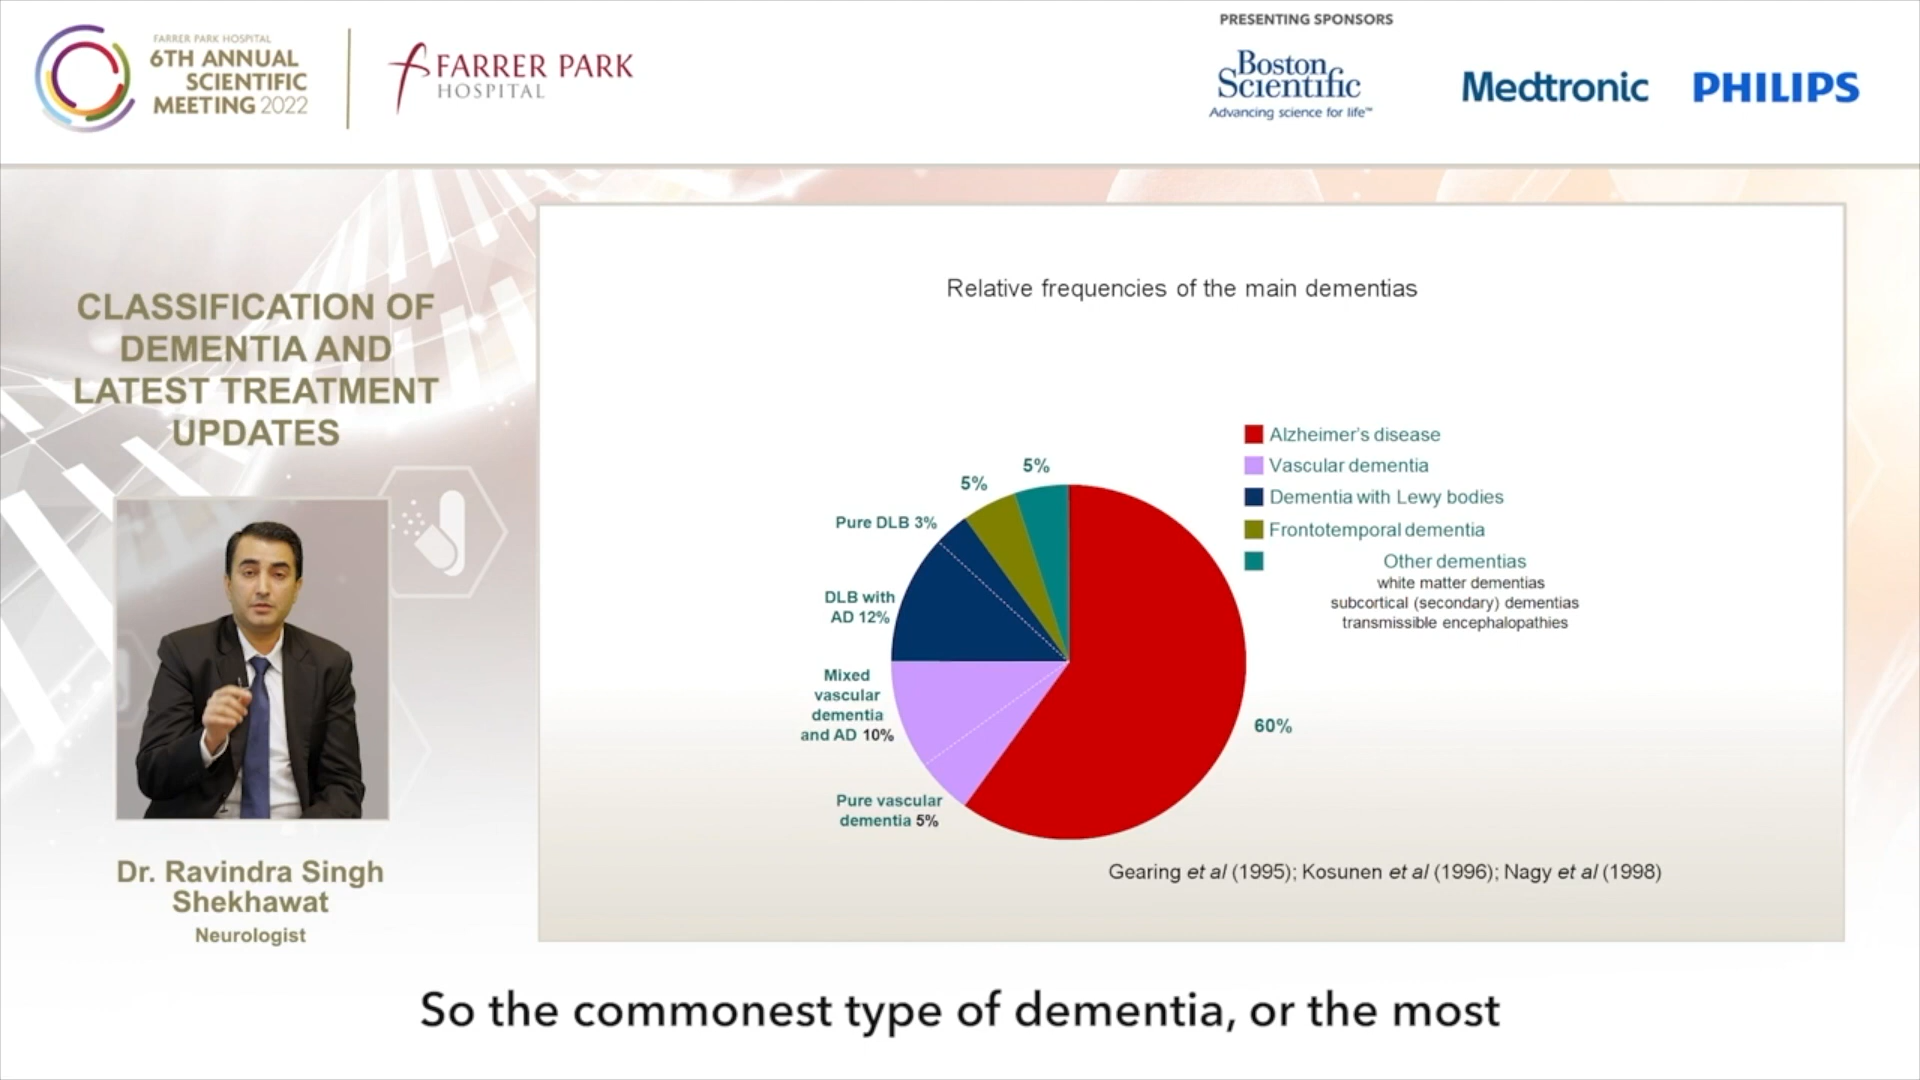 FARRER PARK HOSPITAL
6TH ANNUAL
SCIENTIFIC
MEETING 2022
FARRER PARK
HOSPITAL
PRESENTING SPONSORS
Boston
Scientific
Advancing science for life™
Medtronic
PHILIPS
CLASSIFICATION OF
DEMENTIA AND
LATEST TREATMENT
UPDATES
Dr. Ravindra Singh
Shekhawat
Neurologist
Relative frequencies of the main dementias
Alzheimer's disease
Vascular dementia
Dementia with Lewy bodies
Frontotemporal dementia
Other dementias
white matter dementias
subcortical (secondary) dementias
transmissible encephalopathies
5%
5%
Pure DLB 3%
DLB with
AD 12%
Mixed
vascular
dementia
and AD 10%
Pure vascular
dementia 5%
60%
Gearing et al (1995); Kosunen et al (1996); Nagy et al (1998)
So the commonest type of dementia, or the most